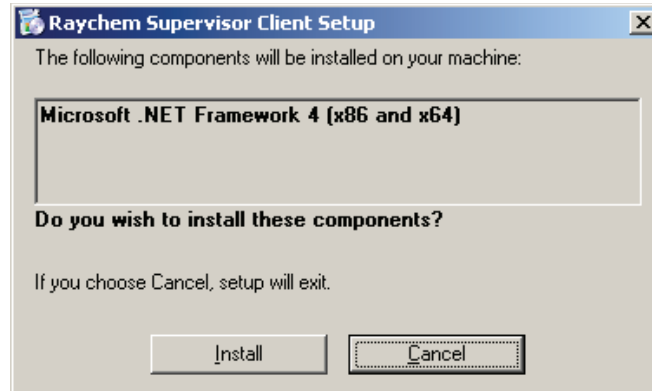 Raychem Supervisor Client Setup
The following components will be installed on your machine:
Microsoft .NET Framework 4 (x86 and x64)
Do you wish to install these components?
If you choose Cancel, setup will exit.
Install
Cancel